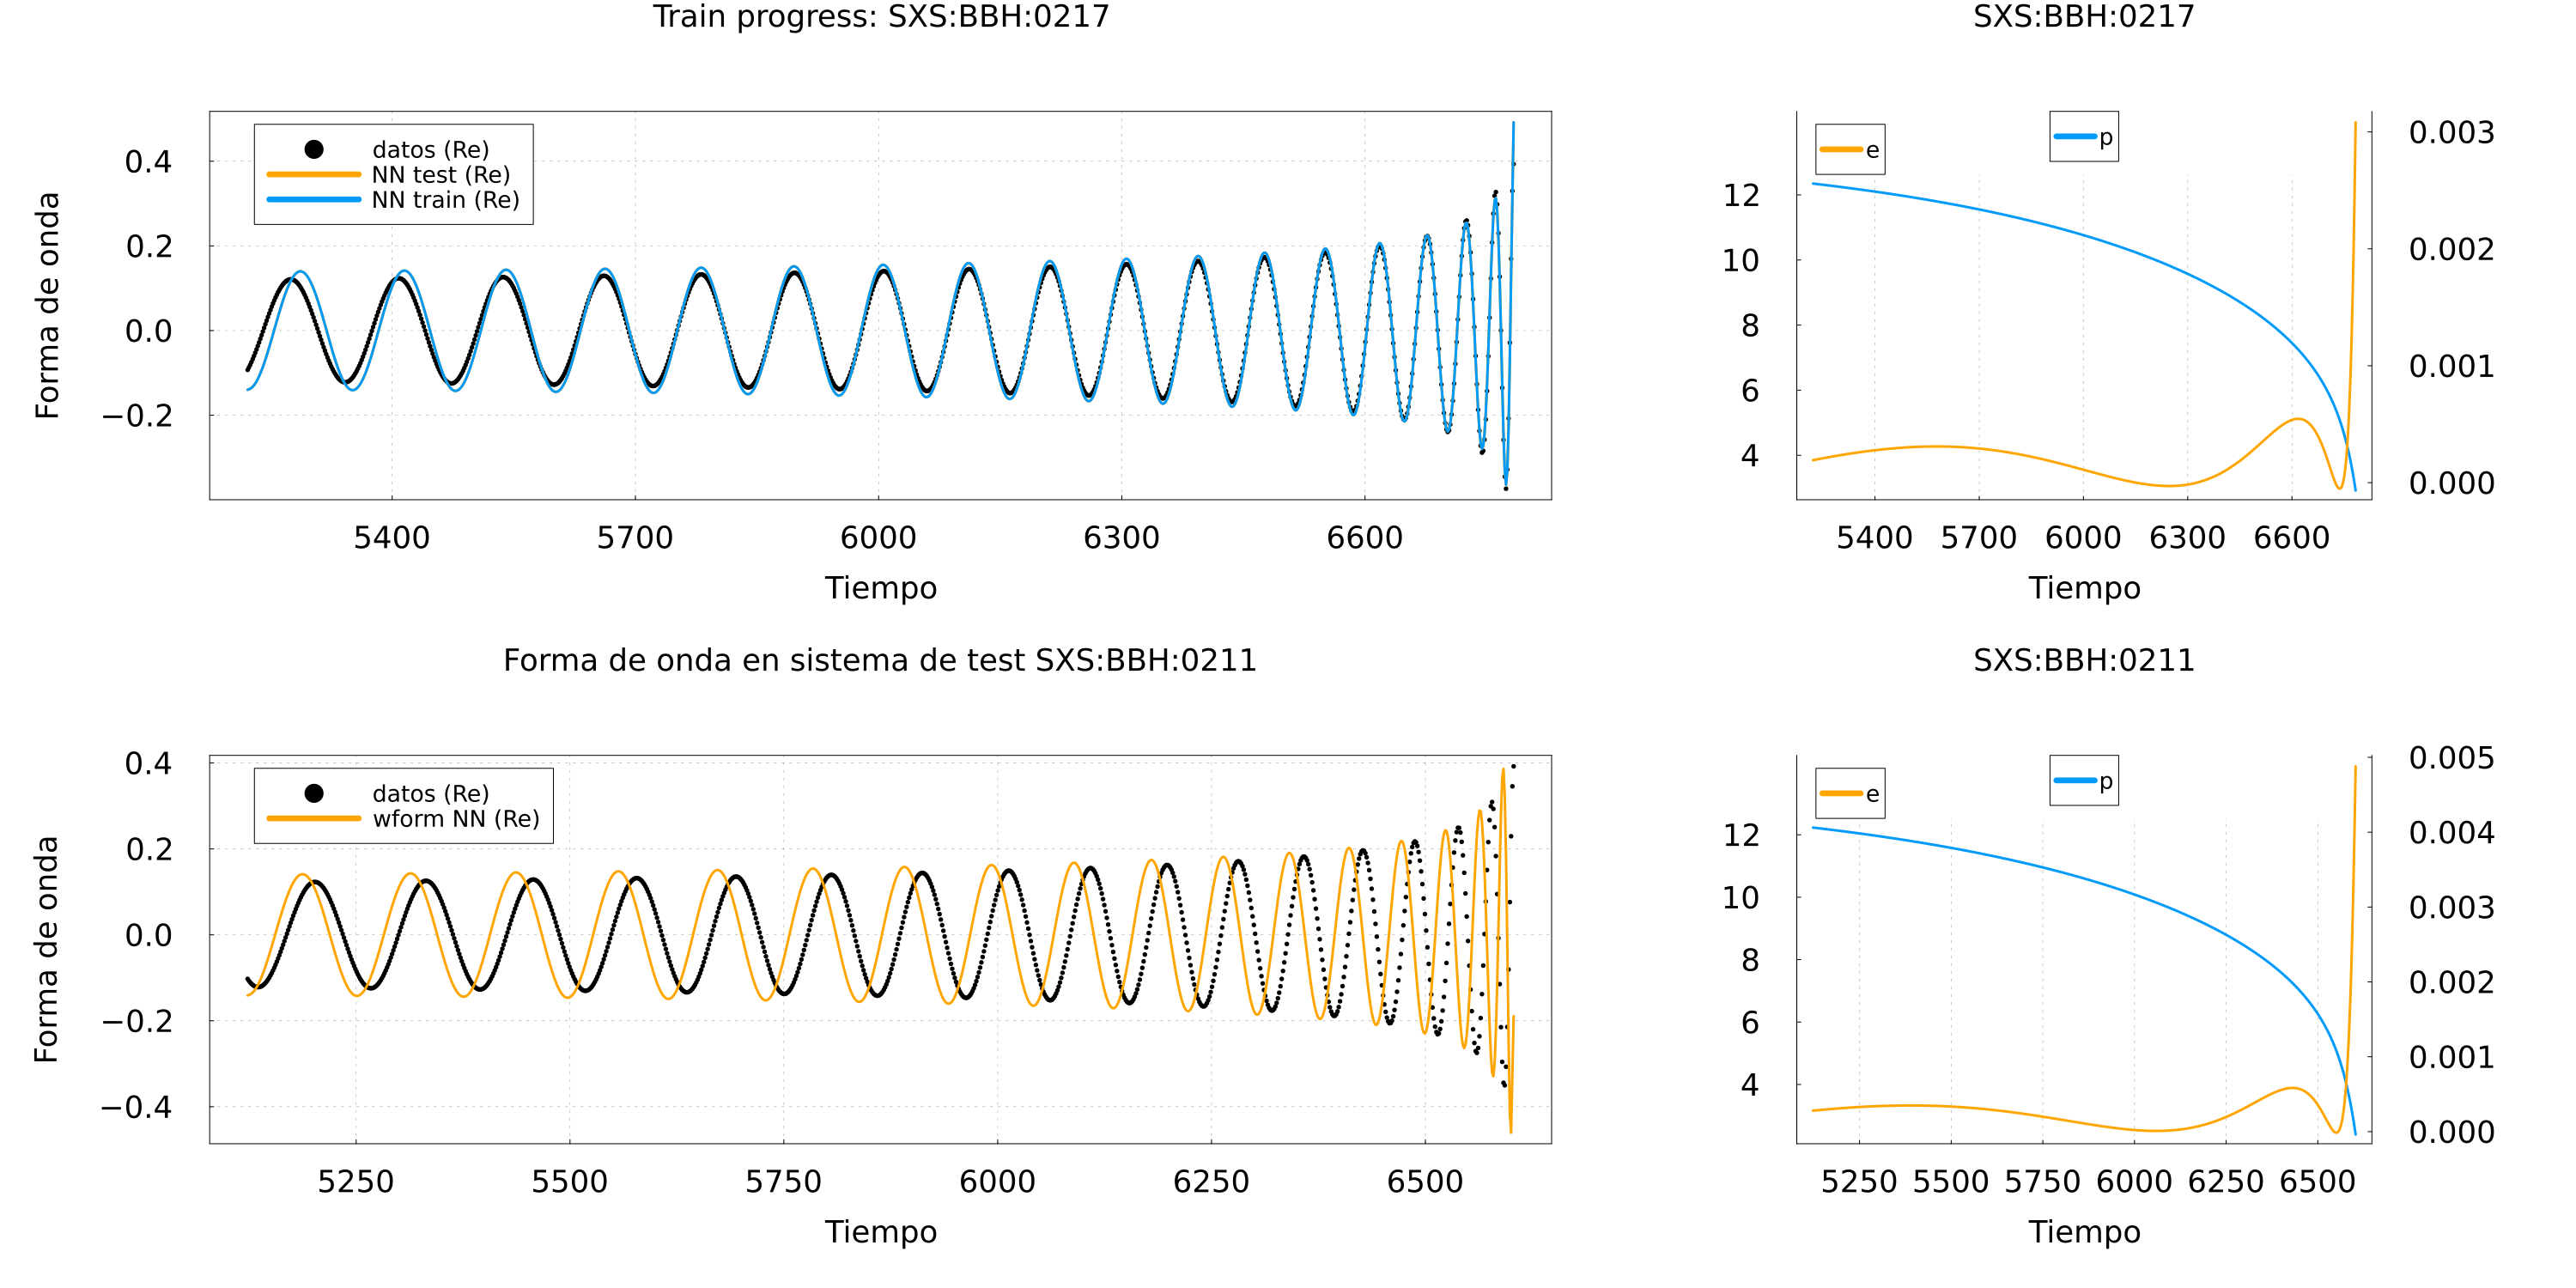 Train progress: SXS:BBH:0217
Forma de onda
0.4
0.2
0.0
−0.2
datos (Re)
NN test (Re)
NN train (Re)
5400 5700 6000 6300 6600
Tiempo
SXS:BBH:0217
e
p
12
10
8
6
4
0.003
0.002
0.001
0.000
5400 5700 6000 6300 6600
Tiempo
Forma de onda en sistema de test SXS:BBH:0211
Forma de onda
0.4
0.2
0.0
−0.2
−0.4
datos (Re)
wform NN (Re)
5250 5500 5750 6000 6250 6500
Tiempo
SXS:BBH:0211
e
p
12
10
8
6
4
0.005
0.004
0.003
0.002
0.001
0.000
5250 5500 5750 6000 6250 6500
Tiempo